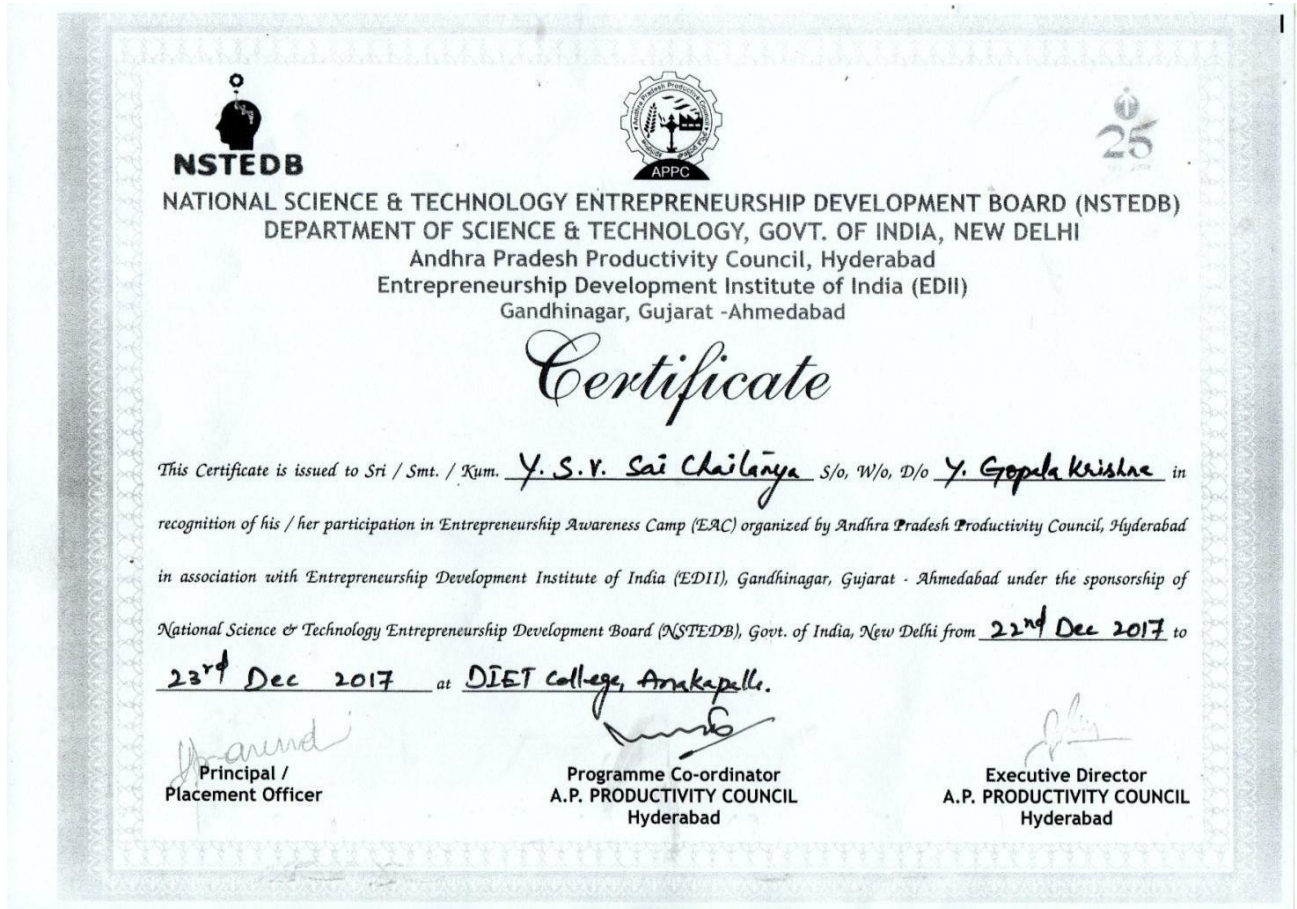 NSTEDB
Andhra Pradesh Productivity Council
APPC
25
NATIONAL SCIENCE & TECHNOLOGY ENTREPRENEURSHIP DEVELOPMENT BOARD (NSTEDB)
DEPARTMENT OF SCIENCE & TECHNOLOGY, GOVT. OF INDIA, NEW DELHI
Andhra Pradesh Productivity Council, Hyderabad
Entrepreneurship Development Institute of India (EDII)
Gandhinagar, Gujarat -Ahmedabad
Certificate
This Certificate is issued to Sri / Smt. / Kum. Y. S. V. Sai Chaitanya S/o, W/o, D/o Y. Gopala Krishna in
recognition of his / her participation in Entrepreneurship Awareness Camp (EAC) organized by Andhra Pradesh Productivity Council, Hyderabad
in association with Entrepreneurship Development Institute of India (EDII), Gandhinagar, Gujarat - Ahmedabad under the sponsorship of
National Science & Technology Entrepreneurship Development Board (NSTEDB), Govt. of India, New Delhi from 22nd Dec 2017 to
23rd Dec 2017 at DIET College, Anakapalle.
Principal /
Placement Officer
Programme Co-ordinator
A.P. PRODUCTIVITY COUNCIL
Hyderabad
Executive Director
A.P. PRODUCTIVITY COUNCIL
Hyderabad